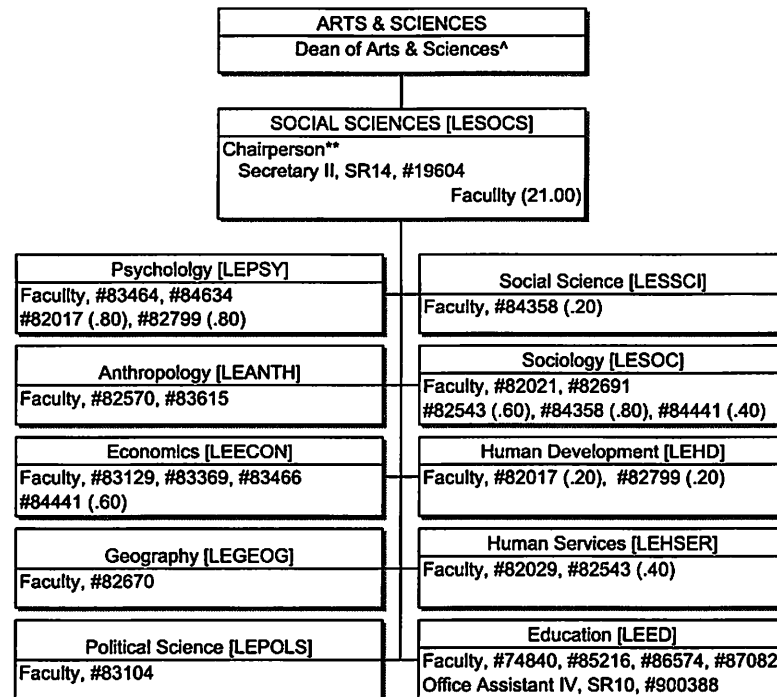 ARTS & SCIENCES
Dean of Arts & Sciences^
SOCIAL SCIENCES [LESOCS]
Chairperson**
Secretary II, SR14, #19604
Faculity (21.00)
Psychololgy [LEPSY]
Faculty, #83464, #84634
#82017 (.80), #82799 (.80)
Social Science [LESSCI]
Faculty, #84358 (.20)
Anthropology [LEANTH]
Faculty, #82570, #83615
Sociology [LESOC]
Faculty, #82021, #82691
#82543 (.60), #84358 (.80), #84441 (.40)
Economics [LEECON]
Faculty, #83129, #83369, #83466
#84441 (.60)
Human Development [LEHD]
Faculty, #82017 (.20), #82799 (.20)
Geography [LEGEOG]
Faculty, #82670
Human Services [LEHSER]
Faculty, #82029, #82543 (.40)
Political Science [LEPOLS]
Faculty, #83104
Education [LEED]
Faculty, #74840, #85216, #86574, #87082
Office Assistant IV, SR10, #900388